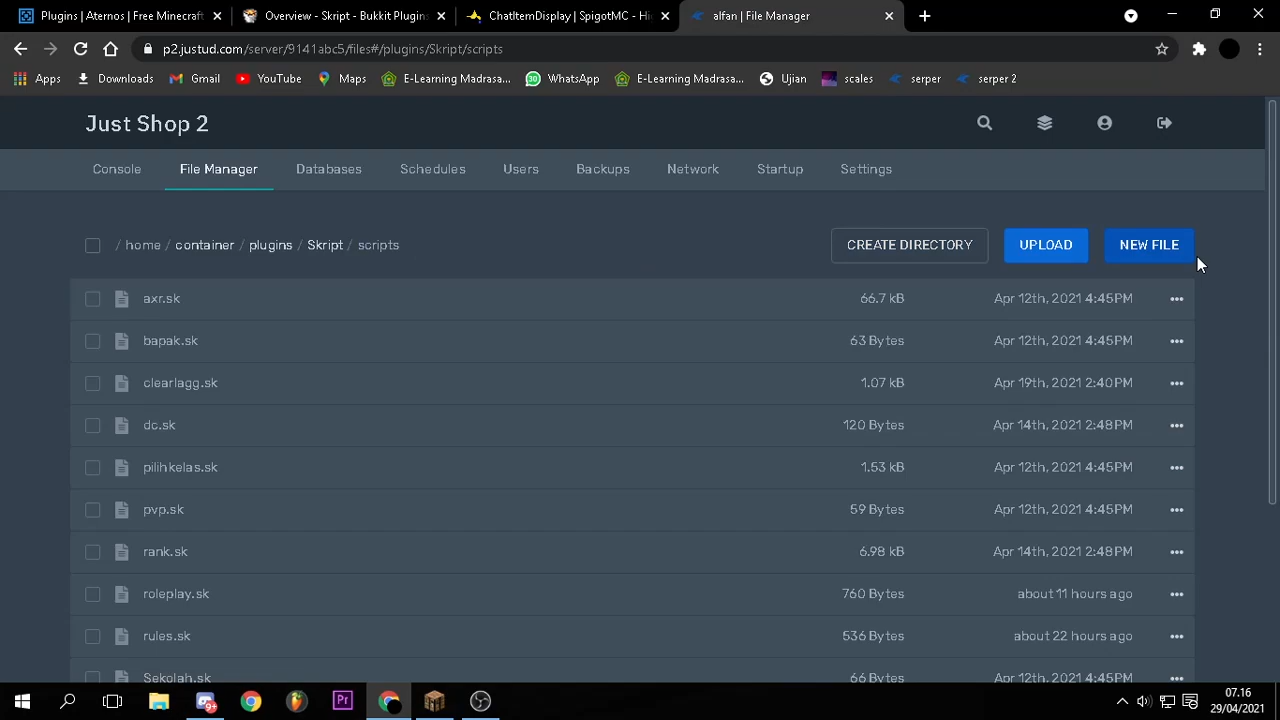 Plugins | Aternos | Free Minecraft
Overview - Skript - Bukkit Plugins
ChatItemDisplay | SpigotMC - Hi
alfan | File Manager
p2.justud.com/server/9141abc5/files#/plugins/Skript/scripts
Apps Downloads Gmail YouTube Maps E-Learning Madrasa... WhatsApp E-Learning Madrasa... Ujian scales serper serper 2
Just Shop 2
Console File Manager Databases Schedules Users Backups Network Startup Settings
/ home / container / plugins / Skript / scripts CREATE DIRECTORY UPLOAD NEW FILE
axr.sk 66.7 kB Apr 12th, 2021 4:45PM
bapak.sk 63 Bytes Apr 12th, 2021 4:45PM
clearlagg.sk 1.07 kB Apr 19th, 2021 2:40PM
dc.sk 120 Bytes Apr 14th, 2021 2:48PM
pilihkelas.sk 1.53 kB Apr 12th, 2021 4:45PM
pvp.sk 59 Bytes Apr 12th, 2021 4:45PM
rank.sk 6.98 kB Apr 14th, 2021 2:48PM
roleplay.sk 760 Bytes about 11 hours ago
rules.sk 536 Bytes about 22 hours ago
Sekolah.sk 66 Bytes Apr 12th, 2021 4:45PM
Pr
07.16
29/04/2021